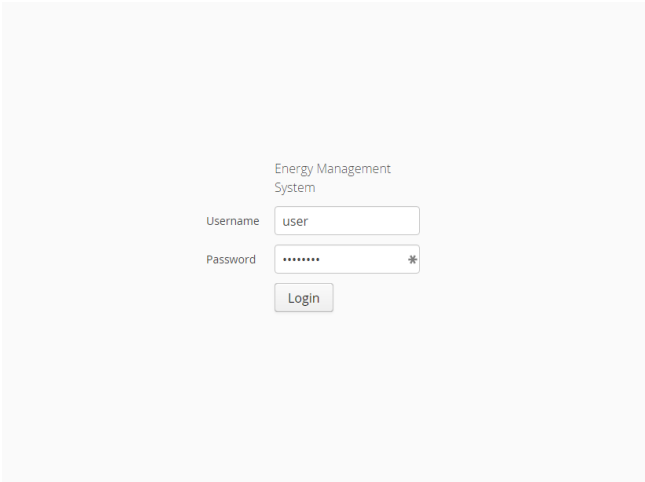 Energy Management
System
Username user
Password ••••••••
Login